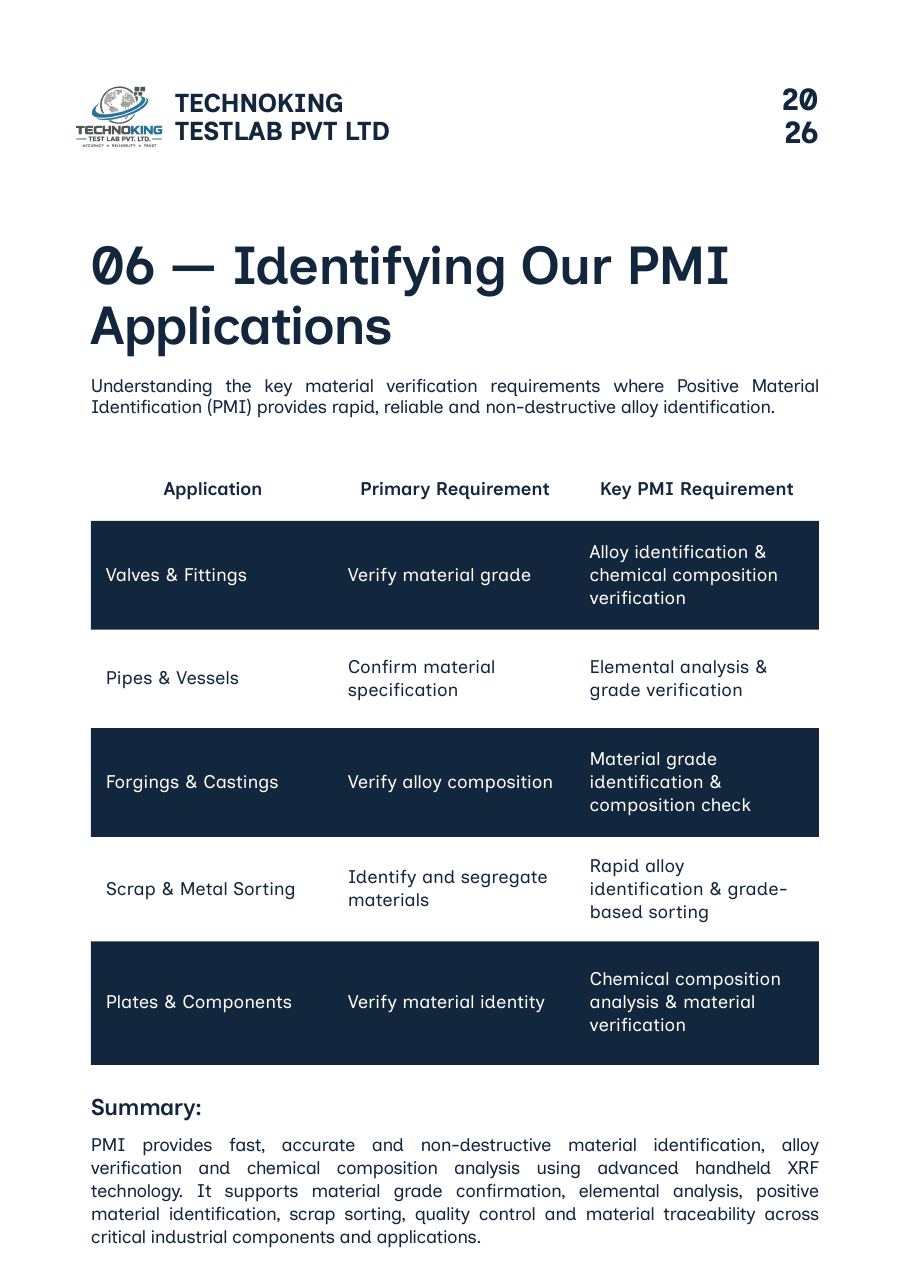 TECHNOKING
TEST LAB PVT. LTD.
ACCURACY • RELIABILITY • TRUST
TECHNOKING
TESTLAB PVT LTD
20
26
06 — Identifying Our PMI
Applications
Understanding the key material verification requirements where Positive Material
Identification (PMI) provides rapid, reliable and non-destructive alloy identification.
Application Primary Requirement Key PMI Requirement
Valves & Fittings
Verify material grade
Alloy identification &
chemical composition
verification
Pipes & Vessels
Confirm material
specification
Elemental analysis &
grade verification
Forgings & Castings
Verify alloy composition
Material grade
identification &
composition check
Scrap & Metal Sorting
Identify and segregate
materials
Rapid alloy
identification & grade-
based sorting
Plates & Components
Verify material identity
Chemical composition
analysis & material
verification
Summary:
PMI provides fast, accurate and non-destructive material identification, alloy
verification and chemical composition analysis using advanced handheld XRF
technology. It supports material grade confirmation, elemental analysis, positive
material identification, scrap sorting, quality control and material traceability across
critical industrial components and applications.